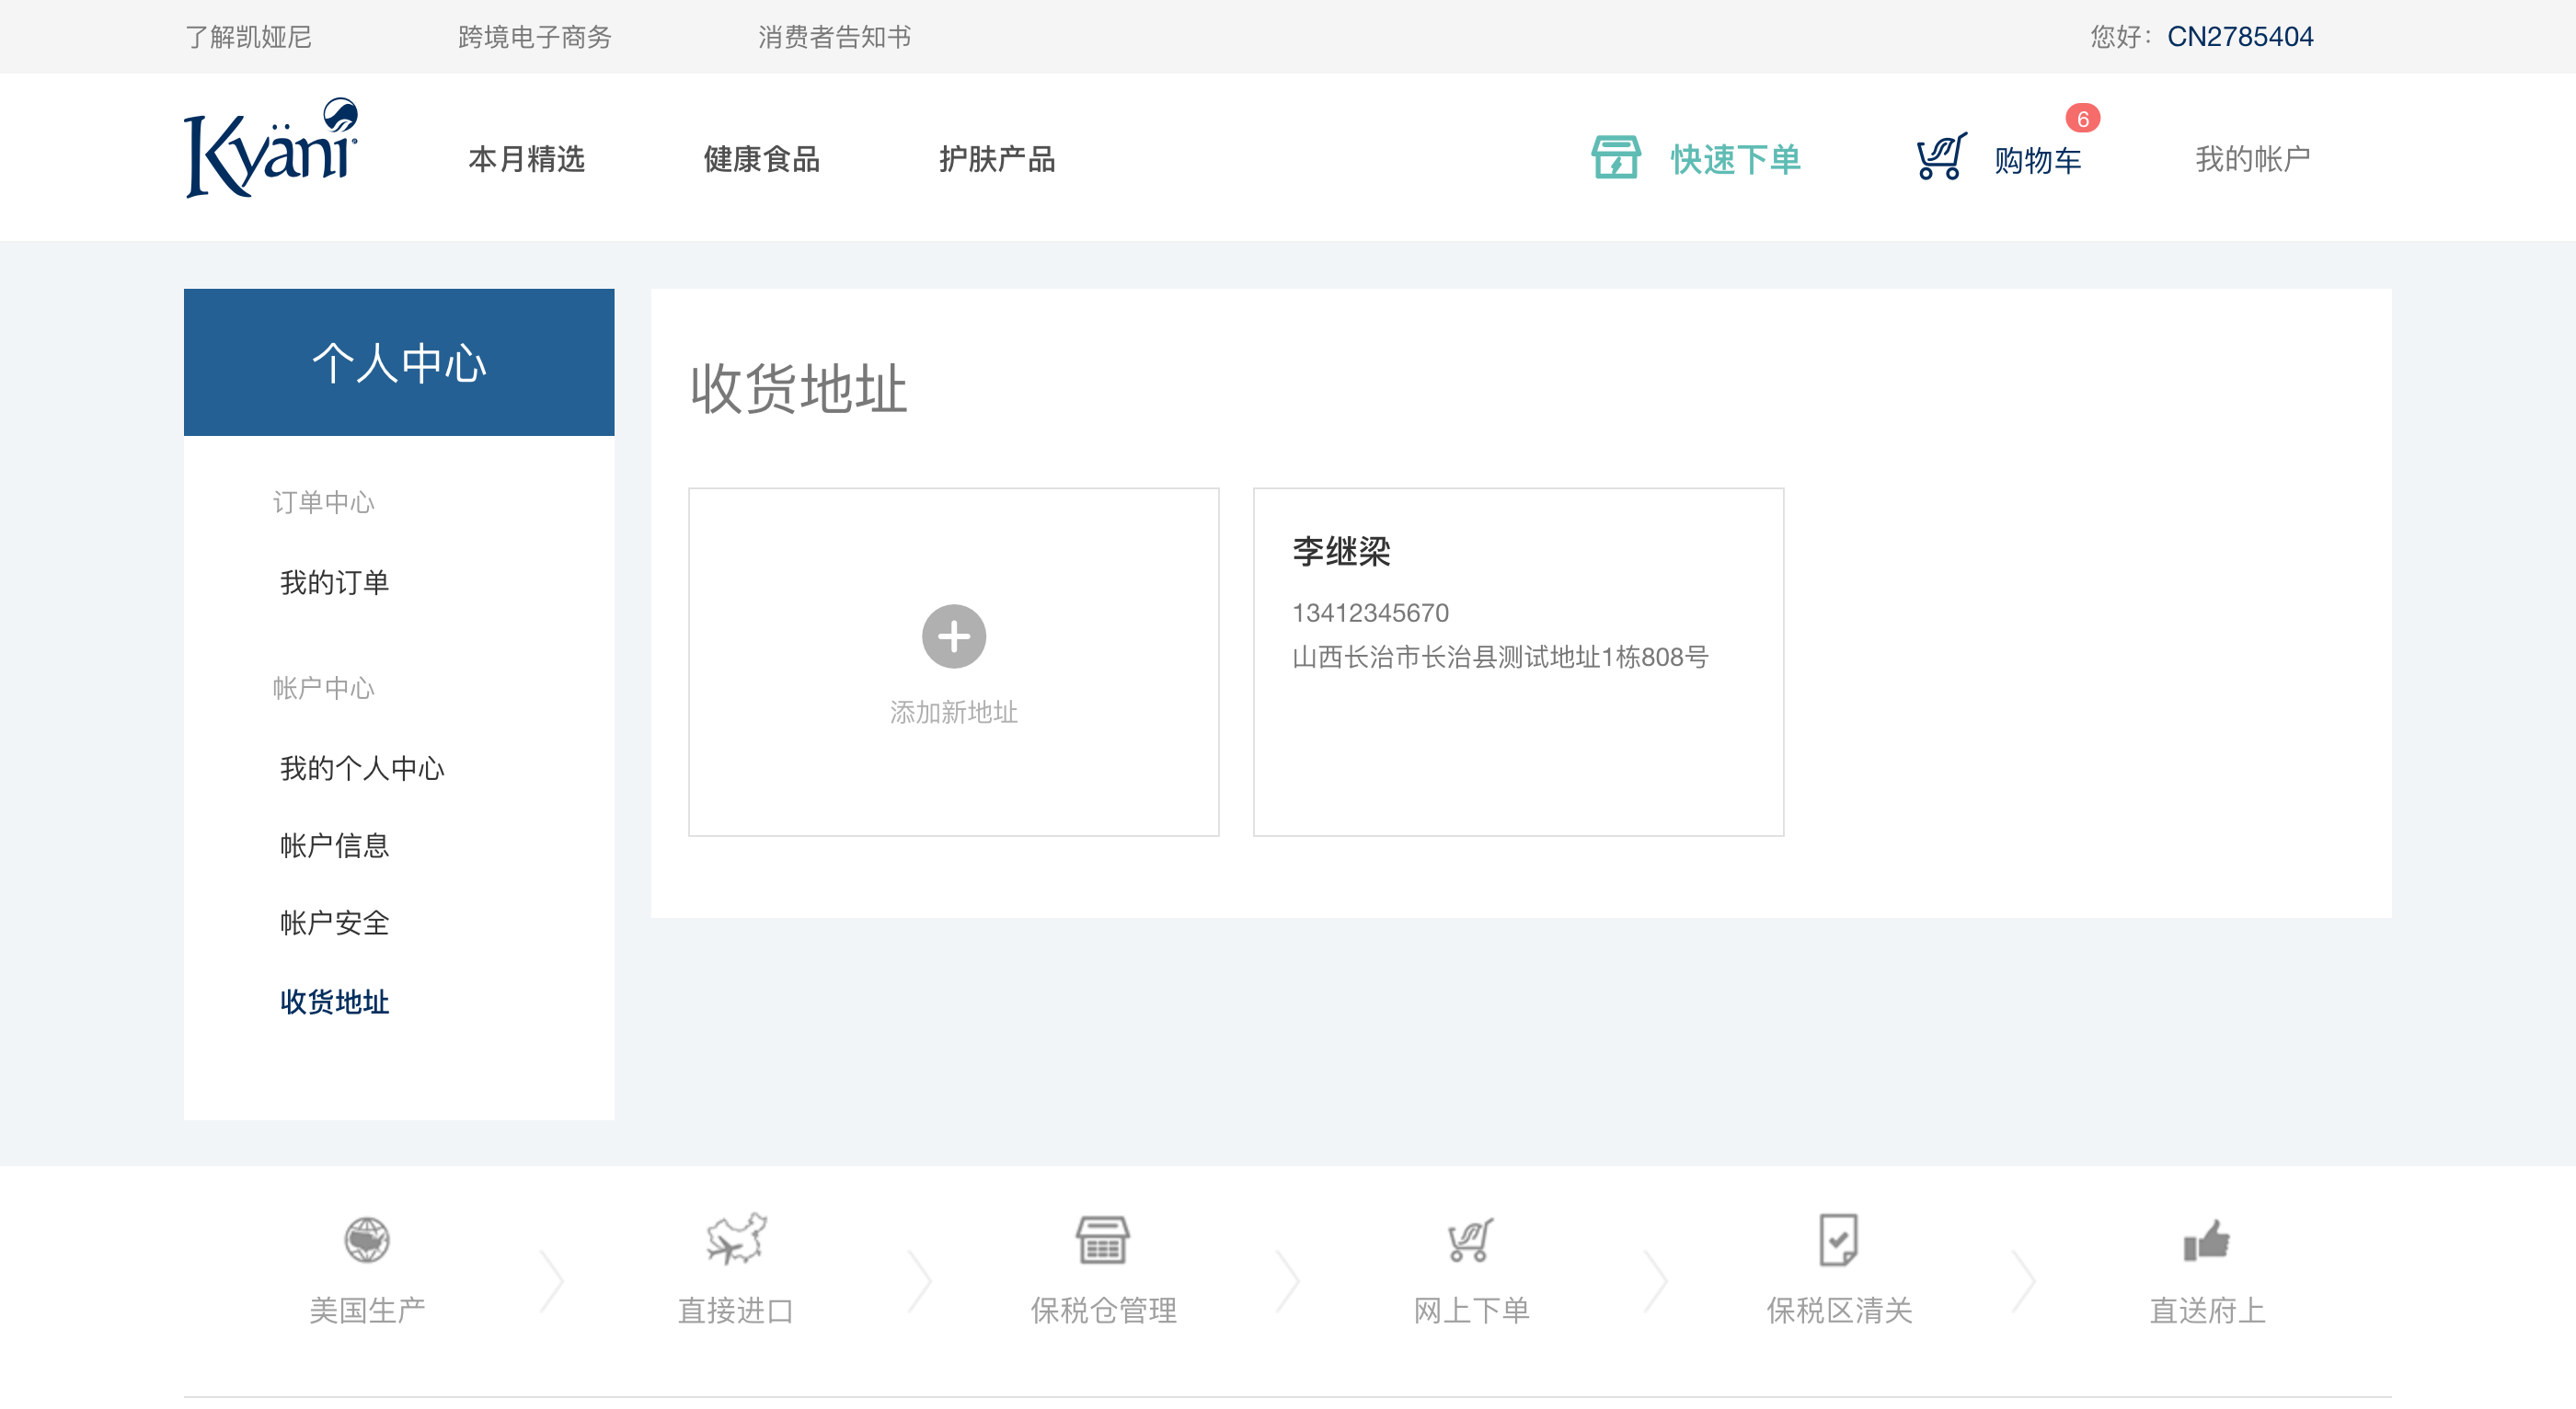 了解凯娅尼 跨境电子商务 消费者告知书 您好：CN2785404
Kyäni 本月精选 健康食品 护肤产品 快速下单 购物车 6 我的帐户
个人中心
订单中心
我的订单
帐户中心
我的个人中心
帐户信息
帐户安全
收货地址
收货地址
添加新地址
李继梁
13412345670
山西长治市长治县测试地址1栋808号
美国生产 直接进口 保税仓管理 网上下单 保税区清关 直送府上